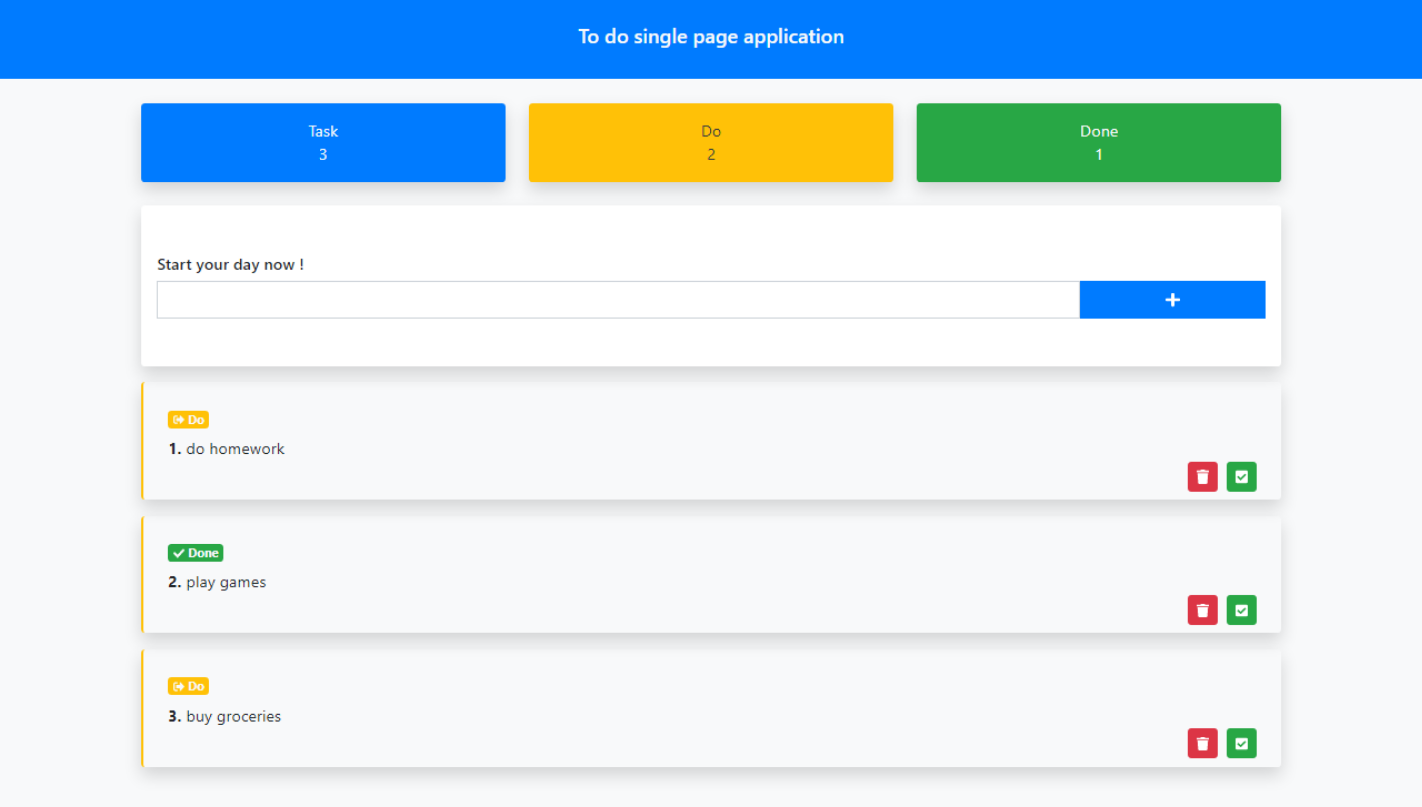 To do single page application
Task
3
Do
2
Done
1
Start your day now !
Do
1. do homework
Done
2. play games
Do
3. buy groceries